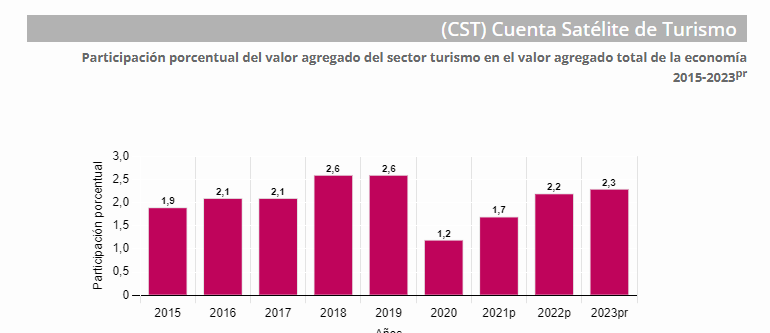 (CST) Cuenta Satélite de Turismo
Participación porcentual del valor agregado del sector turismo en el valor agregado total de la economía
2015-2023pr
3,0
2,5
2,0
1,5
1,0
0,5
0
Participación porcentual
1,9
2,1
2,1
2,6
2,6
1,2
1,7
2,2
2,3
2015
2016
2017
2018
2019
2020
2021p
2022p
2023pr
Años